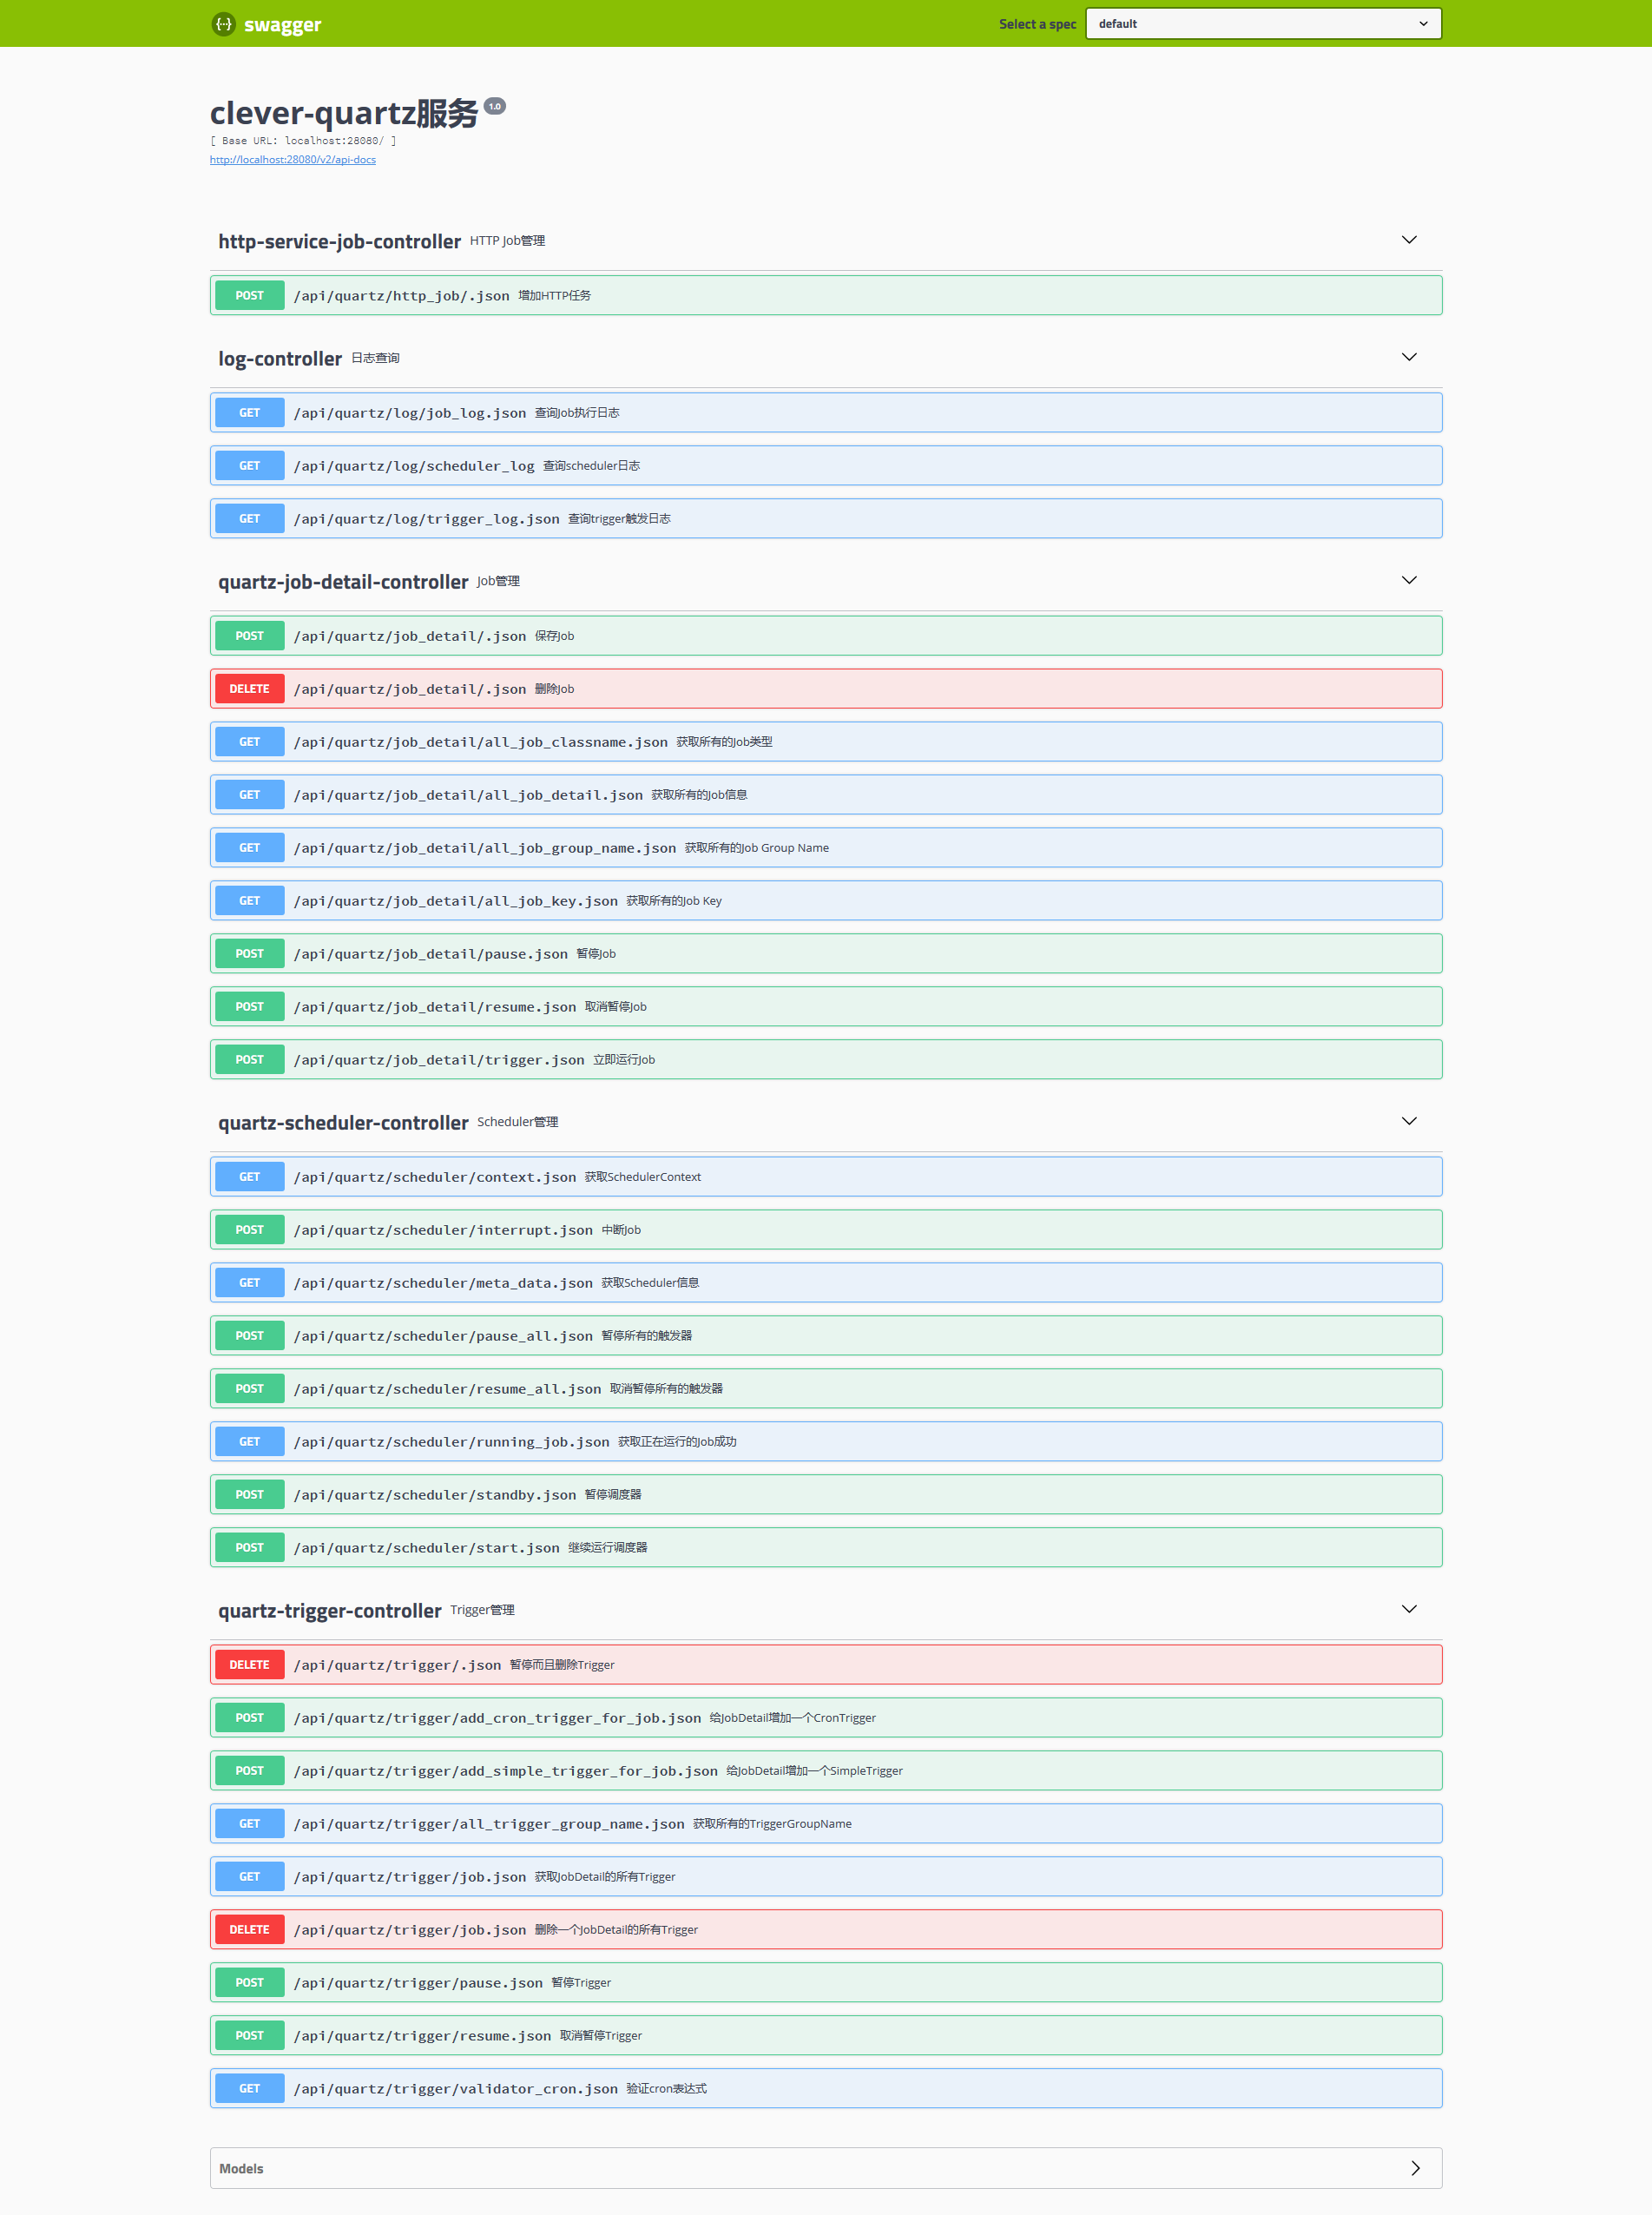 swagger
Select a spec default
clever-quartz服务 1.0
[ Base URL: localhost:28080/ ]
http://localhost:28080/v2/api-docs
http-service-job-controller HTTP Job管理
POST /api/quartz/http_job/.json 增加HTTP任务
log-controller 日志查询
GET /api/quartz/log/job_log.json 查询Job执行日志
GET /api/quartz/log/scheduler_log 查询scheduler日志
GET /api/quartz/log/trigger_log.json 查询trigger触发日志
quartz-job-detail-controller Job管理
POST /api/quartz/job_detail/.json 保存Job
DELETE /api/quartz/job_detail/.json 删除Job
GET /api/quartz/job_detail/all_job_classname.json 获取所有的Job类型
GET /api/quartz/job_detail/all_job_detail.json 获取所有的Job信息
GET /api/quartz/job_detail/all_job_group_name.json 获取所有的Job Group Name
GET /api/quartz/job_detail/all_job_key.json 获取所有的Job Key
POST /api/quartz/job_detail/pause.json 暂停Job
POST /api/quartz/job_detail/resume.json 取消暂停Job
POST /api/quartz/job_detail/trigger.json 立即运行Job
quartz-scheduler-controller Scheduler管理
GET /api/quartz/scheduler/context.json 获取SchedulerContext
POST /api/quartz/scheduler/interrupt.json 中断Job
GET /api/quartz/scheduler/meta_data.json 获取Scheduler信息
POST /api/quartz/scheduler/pause_all.json 暂停所有的触发器
POST /api/quartz/scheduler/resume_all.json 取消暂停所有的触发器
GET /api/quartz/scheduler/running_job.json 获取正在运行的Job成功
POST /api/quartz/scheduler/standby.json 暂停调度器
POST /api/quartz/scheduler/start.json 继续运行调度器
quartz-trigger-controller Trigger管理
DELETE /api/quartz/trigger/.json 暂停而且删除Trigger
POST /api/quartz/trigger/add_cron_trigger_for_job.json 给JobDetail增加一个CronTrigger
POST /api/quartz/trigger/add_simple_trigger_for_job.json 给JobDetail增加一个SimpleTrigger
GET /api/quartz/trigger/all_trigger_group_name.json 获取所有的TriggerGroupName
GET /api/quartz/trigger/job.json 获取JobDetail的所有Trigger
DELETE /api/quartz/trigger/job.json 删除一个JobDetail的所有Trigger
POST /api/quartz/trigger/pause.json 暂停Trigger
POST /api/quartz/trigger/resume.json 取消暂停Trigger
GET /api/quartz/trigger/validator_cron.json 验证cron表达式
Models